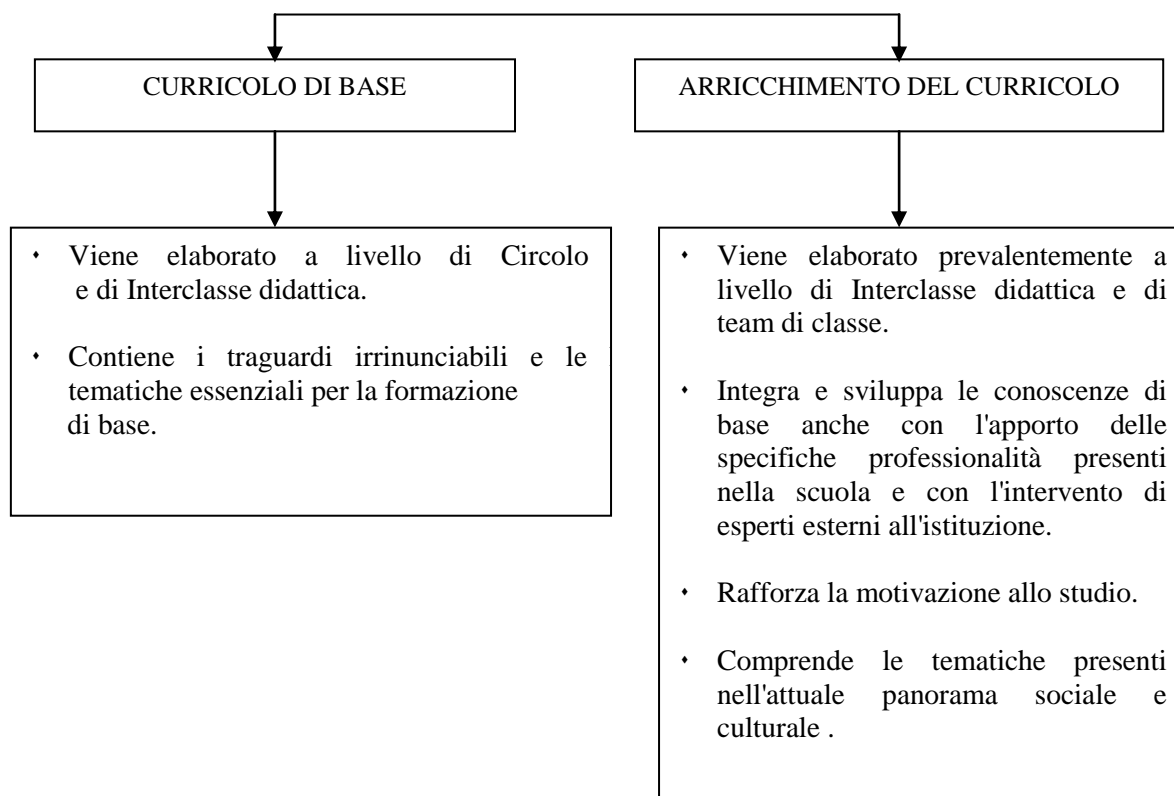 CURRICOLO DI BASE
ARRICCHIMENTO DEL CURRICOLO
Viene elaborato a livello di Circolo
e di Interclasse didattica.
Contiene i traguardi irrinunciabili e le
tematiche essenziali per la formazione
di base.
Viene elaborato prevalentemente a
livello di Interclasse didattica e di
team di classe.
Integra e sviluppa le conoscenze di
base anche con l'apporto delle
specifiche professionalità presenti
nella scuola e con l'intervento di
esperti esterni all'istituzione.
Rafforza la motivazione allo studio.
Comprende le tematiche presenti
nell'attuale panorama sociale e
culturale .